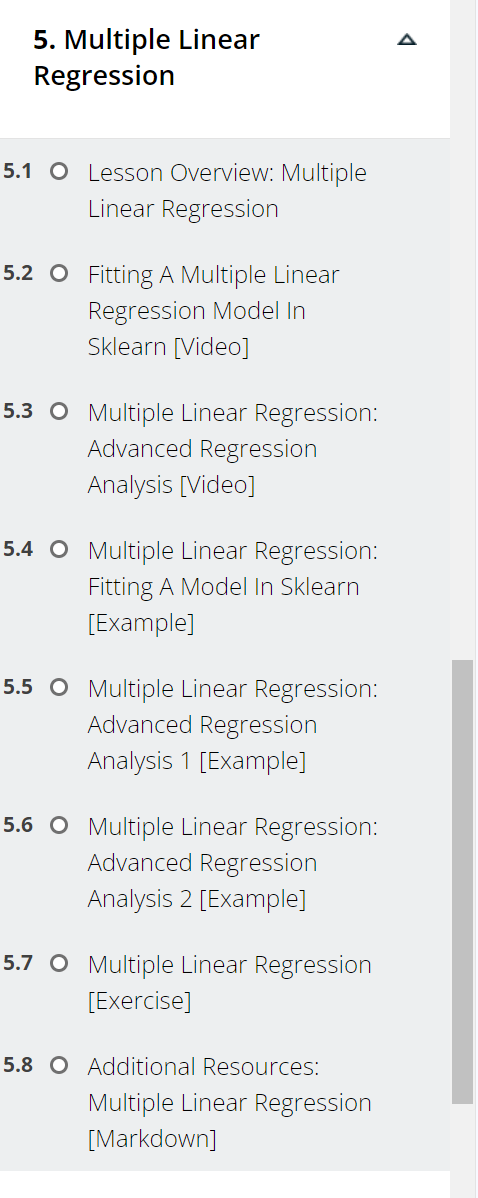 5. Multiple Linear
Regression
5.1 Lesson Overview: Multiple
Linear Regression
5.2 Fitting A Multiple Linear
Regression Model In
Sklearn [Video]
5.3 Multiple Linear Regression:
Advanced Regression
Analysis [Video]
5.4 Multiple Linear Regression:
Fitting A Model In Sklearn
[Example]
5.5 Multiple Linear Regression:
Advanced Regression
Analysis 1 [Example]
5.6 Multiple Linear Regression:
Advanced Regression
Analysis 2 [Example]
5.7 Multiple Linear Regression
[Exercise]
5.8 Additional Resources:
Multiple Linear Regression
[Markdown]